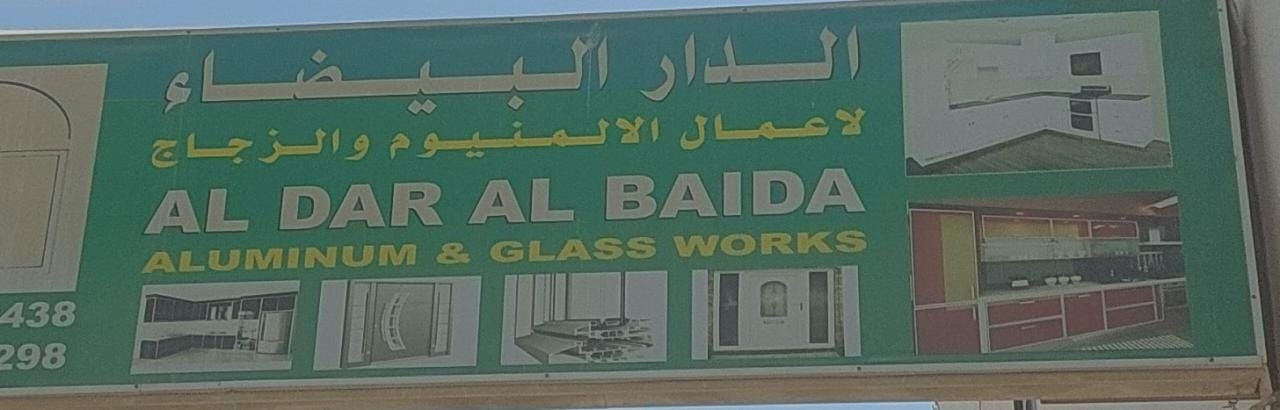 الدار البيضاء
لاعمال الالمنيوم والزجاج
AL DAR AL BAIDA
ALUMINUM & GLASS WORKS
438
298